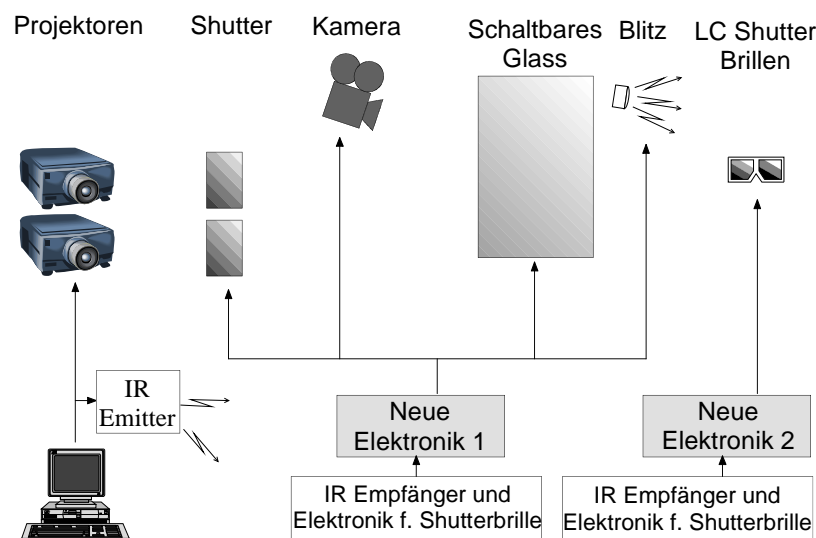 Projektoren
Shutter
Kamera
Schaltbares
Glass
Blitz
LC Shutter
Brillen
IR
Emitter
Neue
Elektronik 1
Neue
Elektronik 2
IR Empfänger und
Elektronik f. Shutterbrille
IR Empfänger und
Elektronik f. Shutterbrille